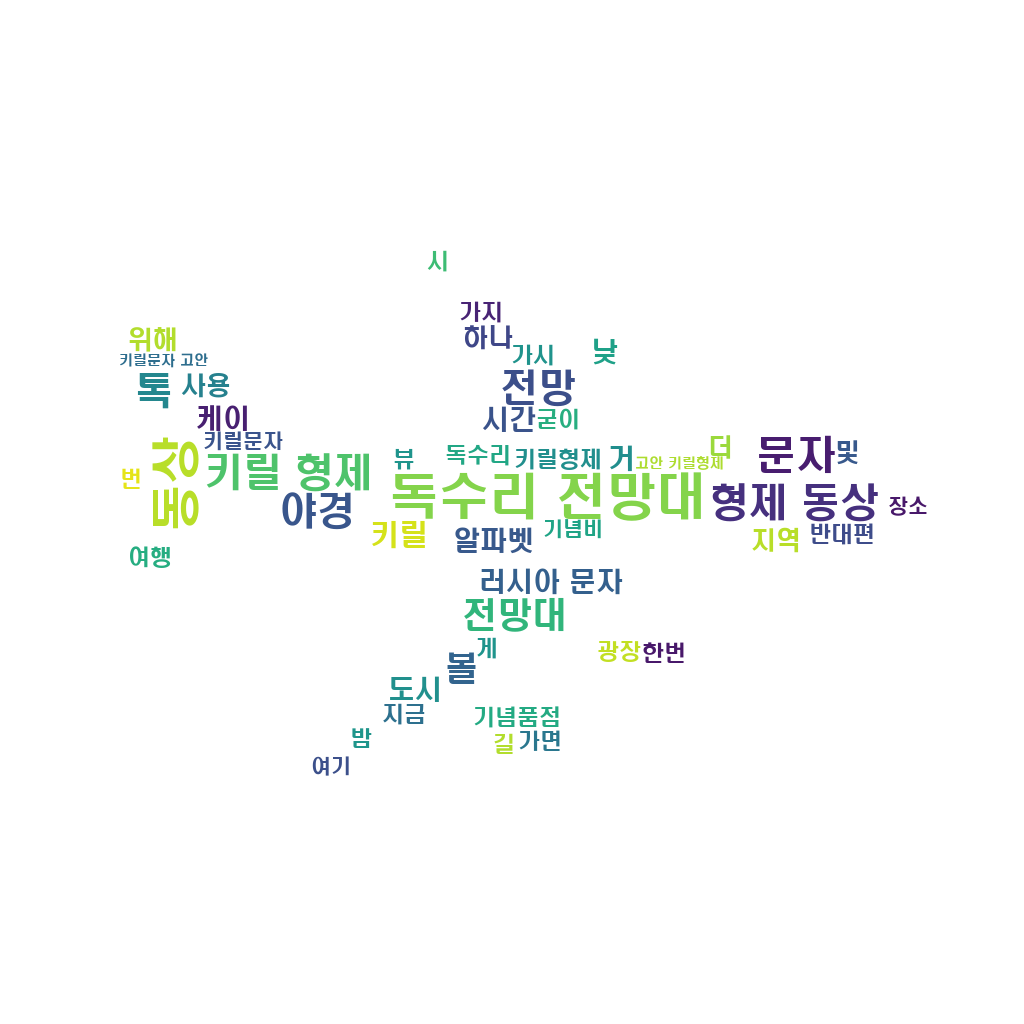 시
가지
하나
위해
가시
낮
키릴문자 고안
톡
사용
전망
케이
시간
굳이
키릴문자
동상
키릴 형제
뷰
독수리
키릴형제
거
고안 키릴형제
더
문자
및
번
야경
독수리 전망대
형제 동상
장소
키릴
알파벳
기념비
지역
반대편
여행
러시아 문자
전망대
게
광장
한번
볼
도시
지금
기념품점
밤
길
가면
여기